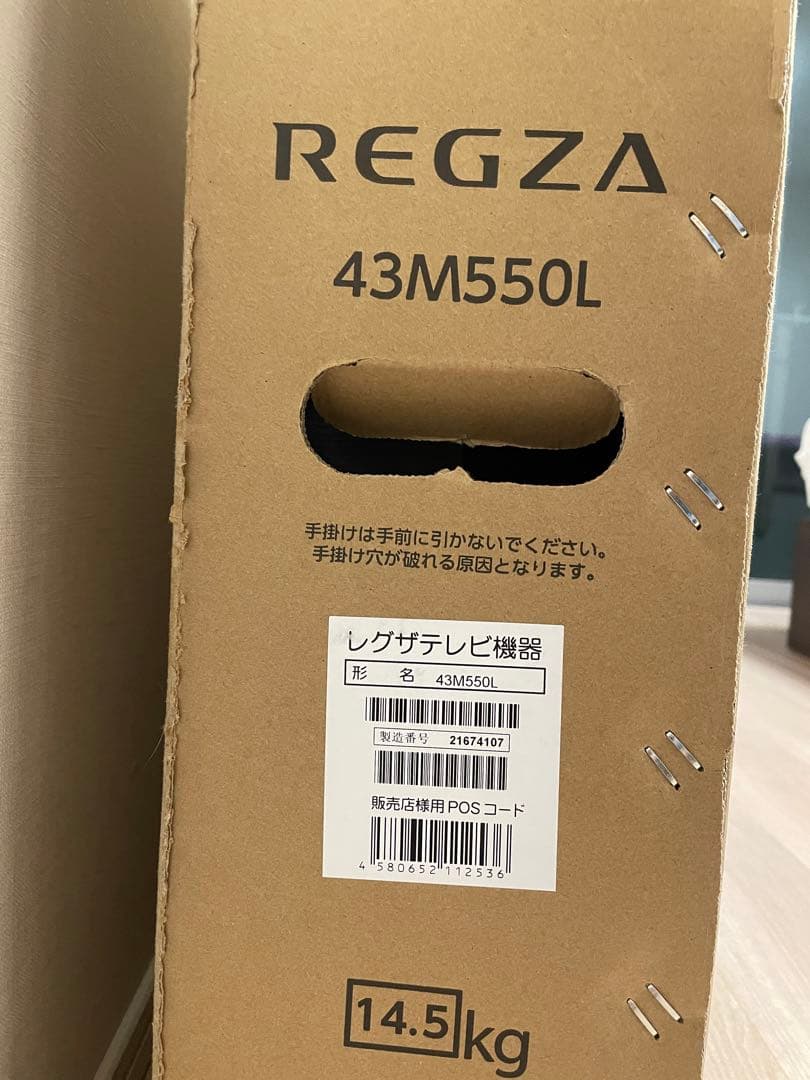 REGZA
43M550L
手掛けは手前に引かないでください。
手掛け穴が破れる原因となります。
レグザテレビ機器
形 名 43M550L
製造番号 21674107
販売店様用POSコード
4 580652 112536
14.5kg